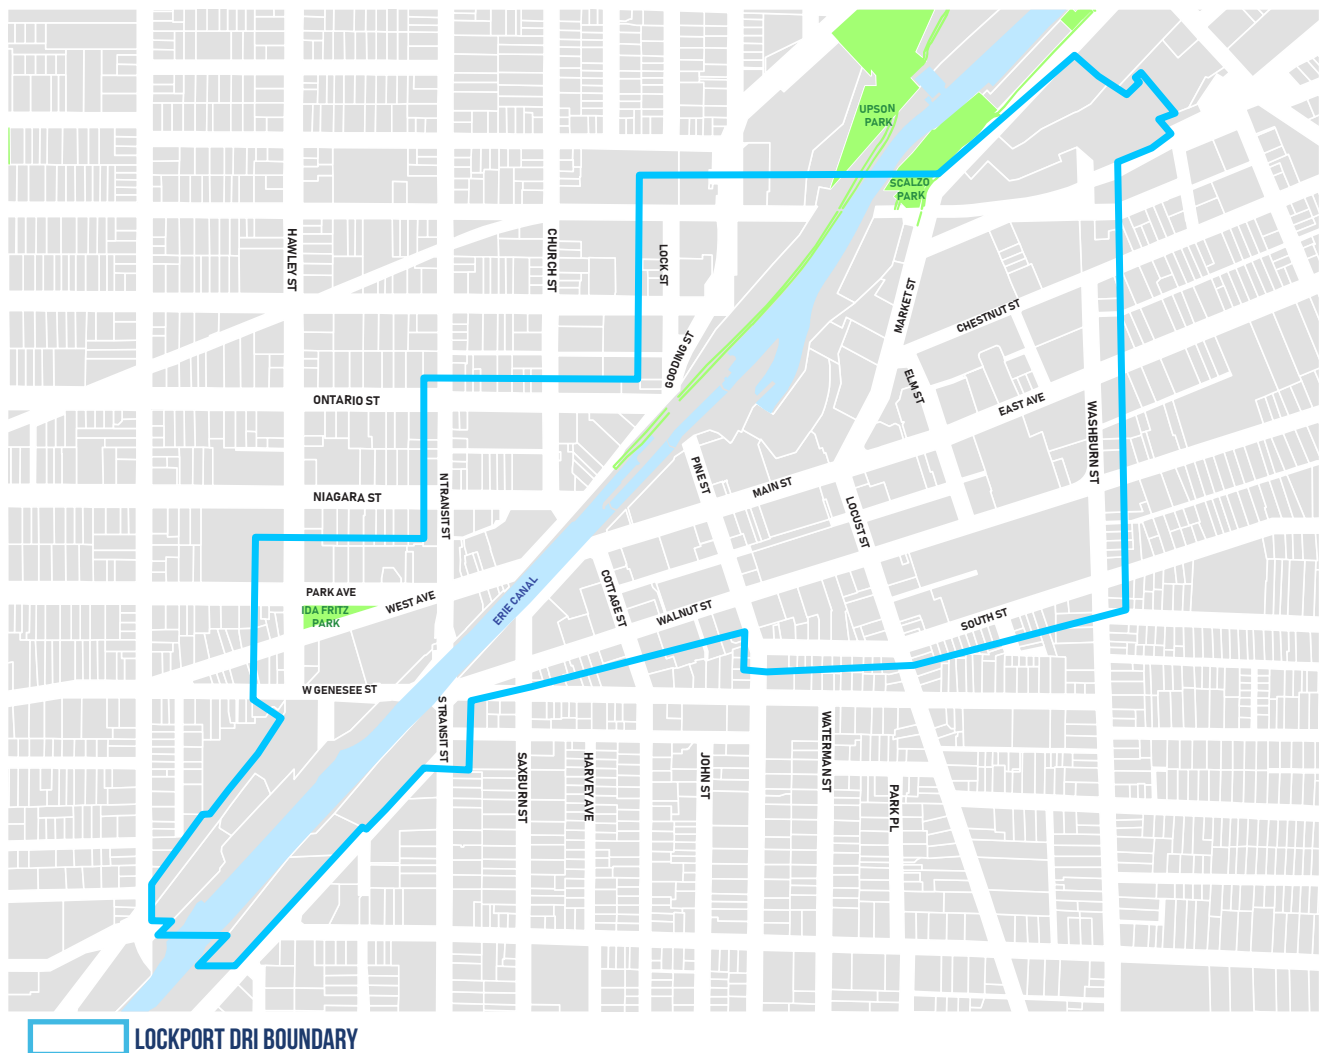 UPSON
PARK
SCALZO
PARK
HAWLEY ST
CHURCH ST
LOCK ST
MARKET ST
CHESTNUT ST
GOODING ST
ELM ST
ONTARIO ST
EAST AVE
WASHBURN ST
PINE ST
MAIN ST
NIAGARA ST
N TRANSIT ST
LOCUST ST
PARK AVE
IDA FRITZ
PARK
WEST AVE
ERIE CANAL
COTTAGE ST
WALNUT ST
SOUTH ST
W GENESEE ST
S TRANSIT ST
SAXBURN ST
HARVEY AVE
JOHN ST
WATERMAN ST
PARK PL
LOCKPORT DRI BOUNDARY